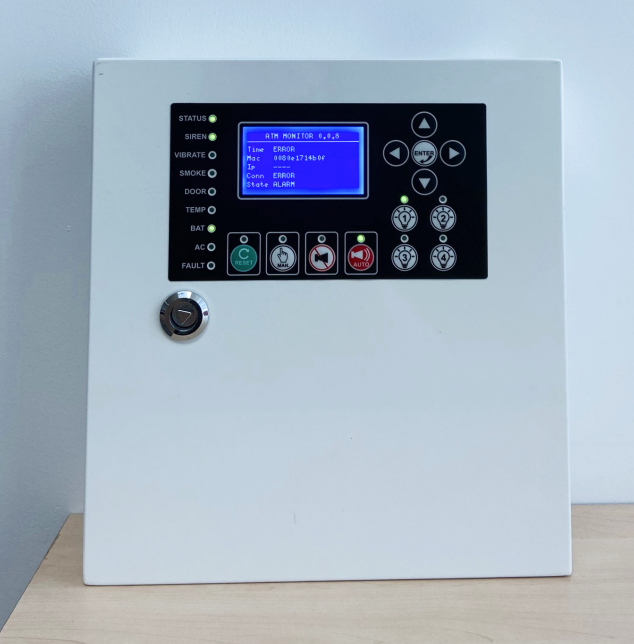 STATUS
SIREN
VIBRATE
SMOKE
DOOR
TEMP
BAT
AC
FAULT
ATM MONITOR 0,0,8
Time ERROR
Mac 0080e1714b0f
Ip ----
Conn ERROR
State ALARM
ENTER
1
2
3
4
RESET
MAN.
AUTO